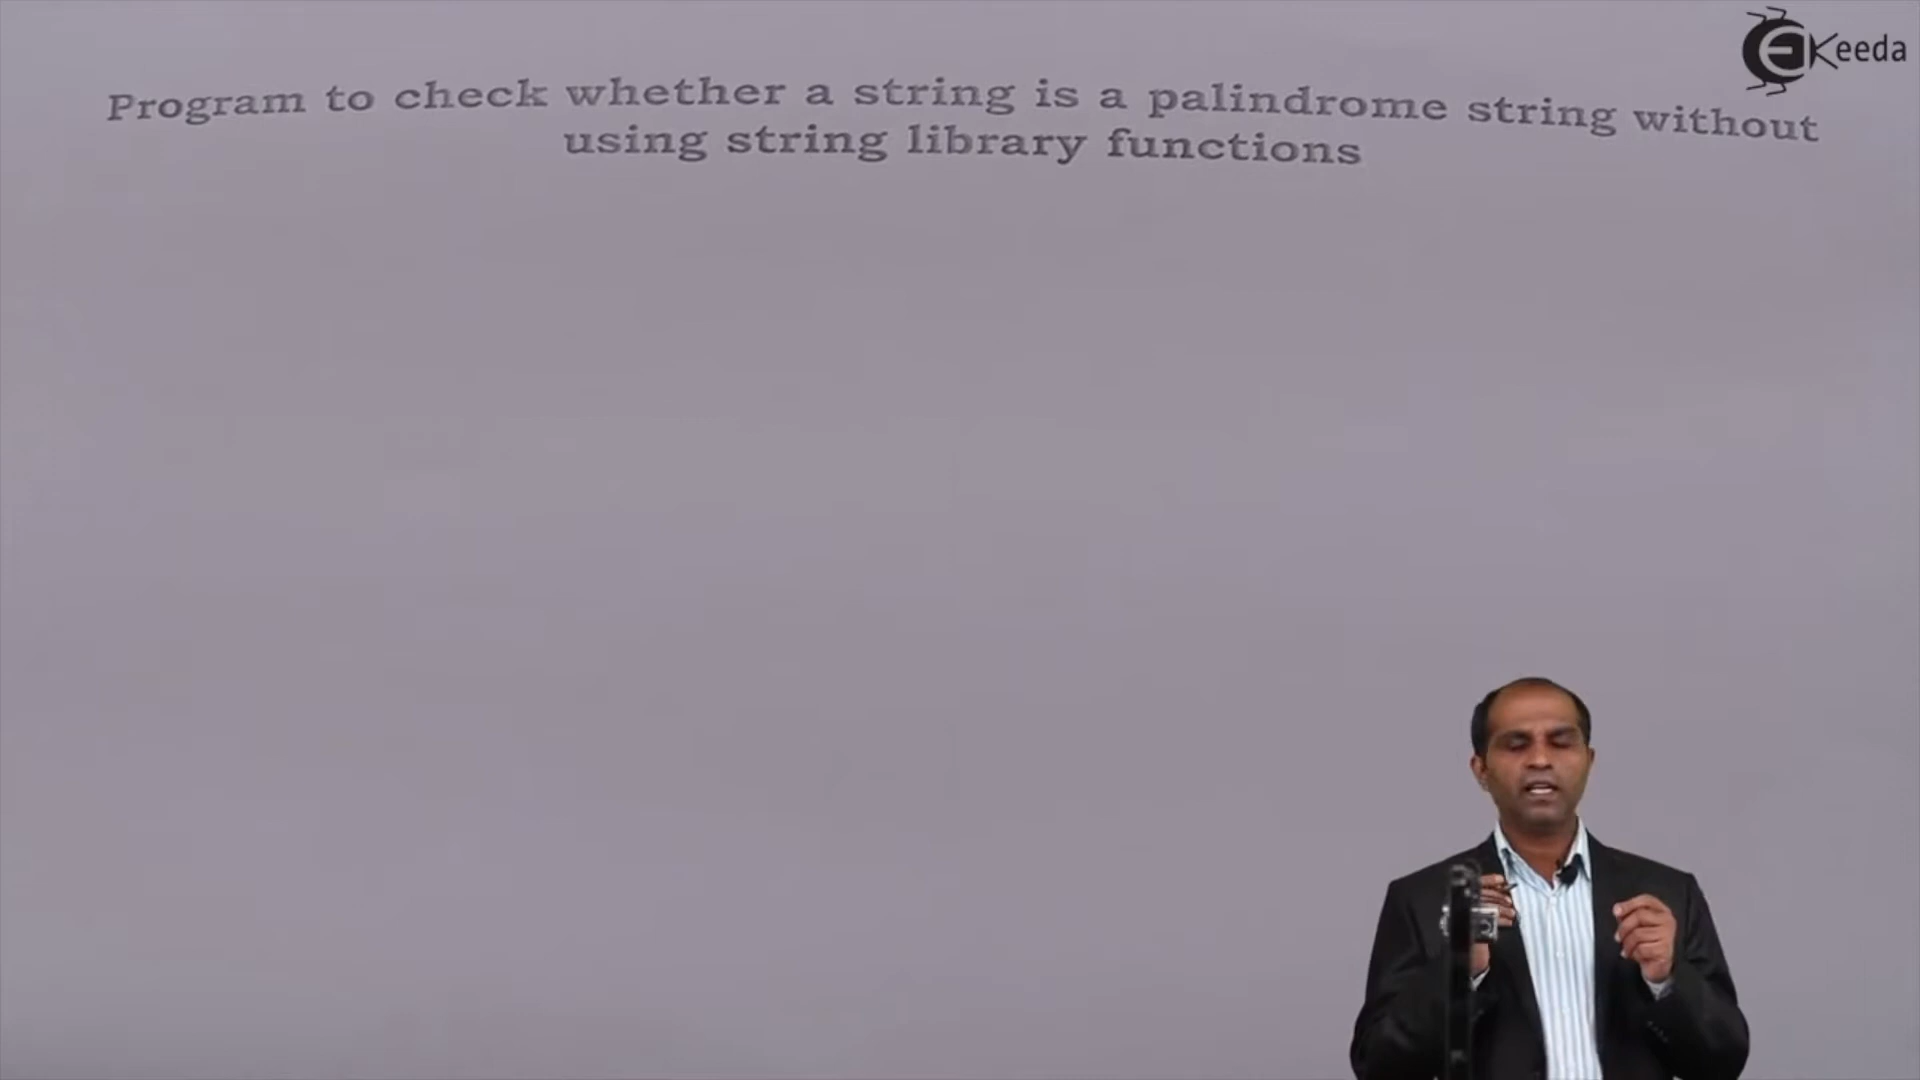 Keeda
Program to check whether a string is a palindrome string without
using string library functions